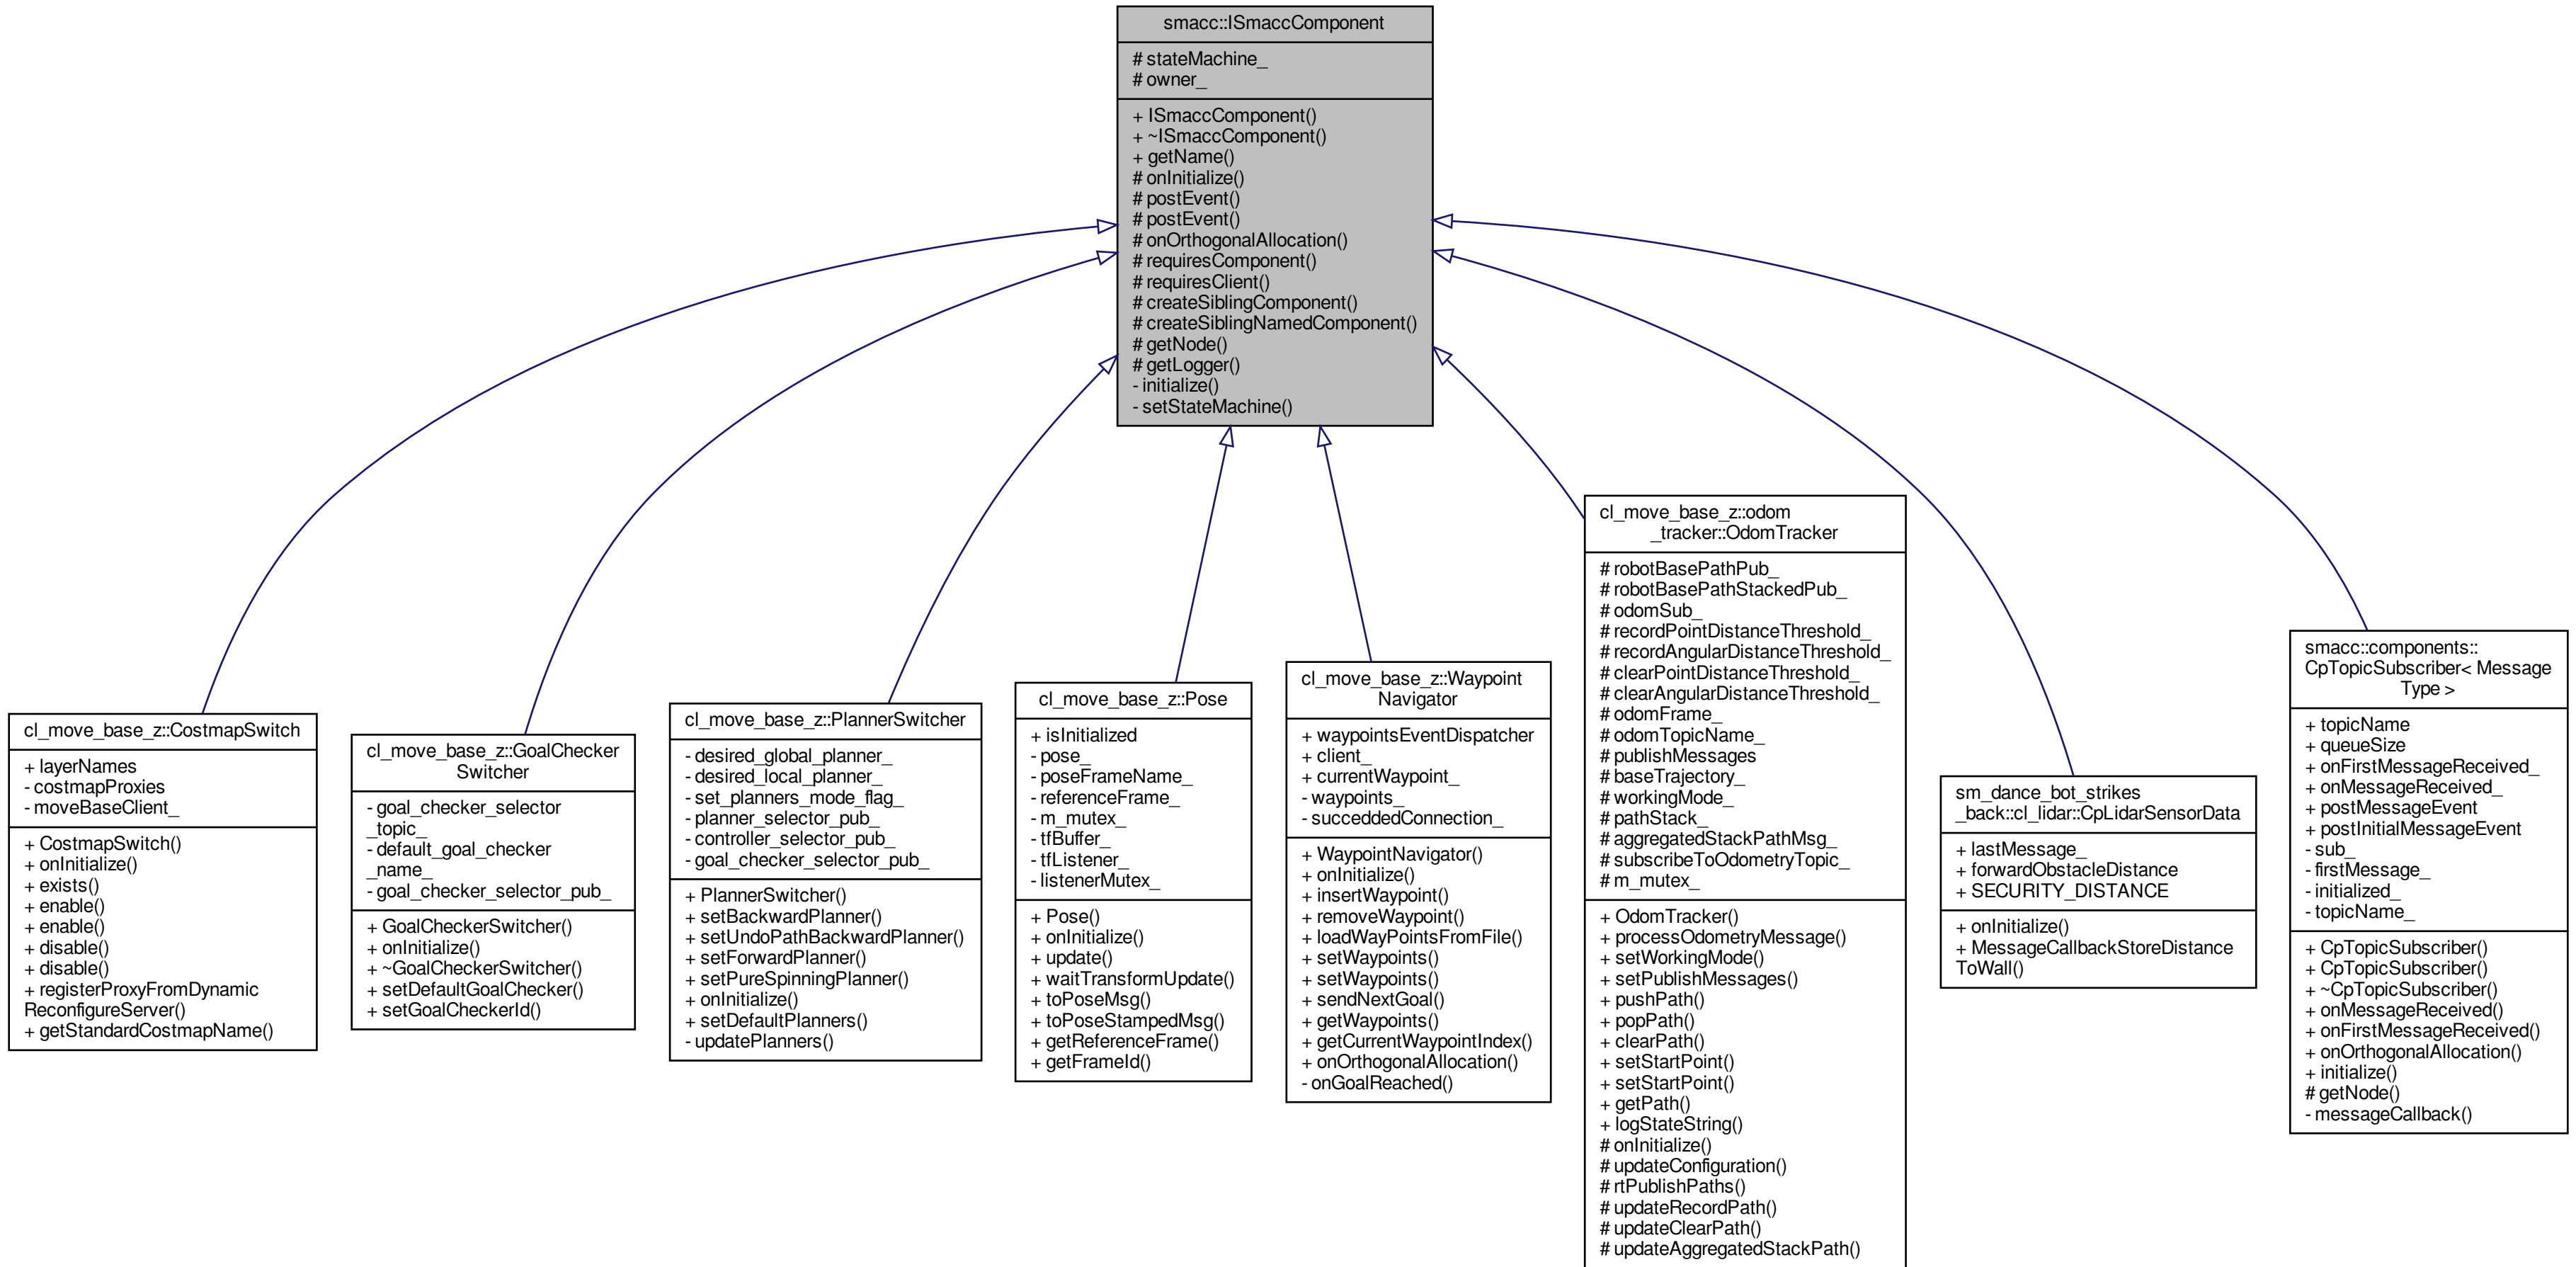 smacc::ISmaccComponent
# stateMachine_
# owner_
+ ISmaccComponent()
+ ~ISmaccComponent()
+ getName()
# onInitialize()
# postEvent()
# postEvent()
# onOrthogonalAllocation()
# requiresComponent()
# requiresClient()
# createSiblingComponent()
# createSiblingNamedComponent()
# getNode()
# getLogger()
- initialize()
- setStateMachine()
cl_move_base_z::CostmapSwitch
+ layerNames
- costmapProxies
- moveBaseClient_
+ CostmapSwitch()
+ onInitialize()
+ exists()
+ enable()
+ enable()
+ disable()
+ disable()
+ registerProxyFromDynamic
ReconfigureServer()
+ getStandardCostmapName()
cl_move_base_z::GoalChecker
Switcher
- goal_checker_selector
_topic_
- default_goal_checker
_name_
- goal_checker_selector_pub_
+ GoalCheckerSwitcher()
+ onInitialize()
+ ~GoalCheckerSwitcher()
+ setDefaultGoalChecker()
+ setGoalCheckerId()
cl_move_base_z::PlannerSwitcher
- desired_global_planner_
- desired_local_planner_
- set_planners_mode_flag_
- planner_selector_pub_
- controller_selector_pub_
- goal_checker_selector_pub_
+ PlannerSwitcher()
+ setBackwardPlanner()
+ setUndoPathBackwardPlanner()
+ setForwardPlanner()
+ setPureSpinningPlanner()
+ onInitialize()
+ setDefaultPlanners()
- updatePlanners()
cl_move_base_z::Pose
+ isInitialized
- pose_
- poseFrameName_
- referenceFrame_
- m_mutex_
- tfBuffer_
- tfListener_
- listenerMutex_
+ Pose()
+ onInitialize()
+ update()
+ waitTransformUpdate()
+ toPoseMsg()
+ toPoseStampedMsg()
+ getReferenceFrame()
+ getFrameId()
cl_move_base_z::Waypoint
Navigator
+ waypointsEventDispatcher
+ client_
+ currentWaypoint_
- waypoints_
- succeddedConnection_
+ WaypointNavigator()
+ onInitialize()
+ insertWaypoint()
+ removeWaypoint()
+ loadWayPointsFromFile()
+ setWaypoints()
+ setWaypoints()
+ sendNextGoal()
+ getWaypoints()
+ getCurrentWaypointIndex()
+ onOrthogonalAllocation()
- onGoalReached()
cl_move_base_z::odom
_tracker::OdomTracker
# robotBasePathPub_
# robotBasePathStackedPub_
# odomSub_
# recordPointDistanceThreshold_
# recordAngularDistanceThreshold_
# clearPointDistanceThreshold_
# clearAngularDistanceThreshold_
# odomFrame_
# odomTopicName_
# publishMessages
# baseTrajectory_
# workingMode_
# pathStack_
# aggregatedStackPathMsg_
# subscribeToOdometryTopic_
# m_mutex_
+ OdomTracker()
+ processOdometryMessage()
+ setWorkingMode()
+ setPublishMessages()
+ pushPath()
+ popPath()
+ clearPath()
+ setStartPoint()
+ setStartPoint()
+ getPath()
+ logStateString()
# onInitialize()
# updateConfiguration()
# rtPublishPaths()
# updateRecordPath()
# updateClearPath()
# updateAggregatedStackPath()
sm_dance_bot_strikes
_back::cl_lidar::CpLidarSensorData
+ lastMessage_
+ forwardObstacleDistance
+ SECURITY_DISTANCE
+ onInitialize()
+ MessageCallbackStoreDistance
ToWall()
smacc::components::
CpTopicSubscriber< Message
Type >
+ topicName
+ queueSize
+ onFirstMessageReceived_
+ onMessageReceived_
+ postMessageEvent
+ postInitialMessageEvent
- sub_
- firstMessage_
- initialized_
- topicName_
+ CpTopicSubscriber()
+ CpTopicSubscriber()
+ ~CpTopicSubscriber()
+ onMessageReceived()
+ onFirstMessageReceived()
+ onOrthogonalAllocation()
+ initialize()
# getNode()
- messageCallback()